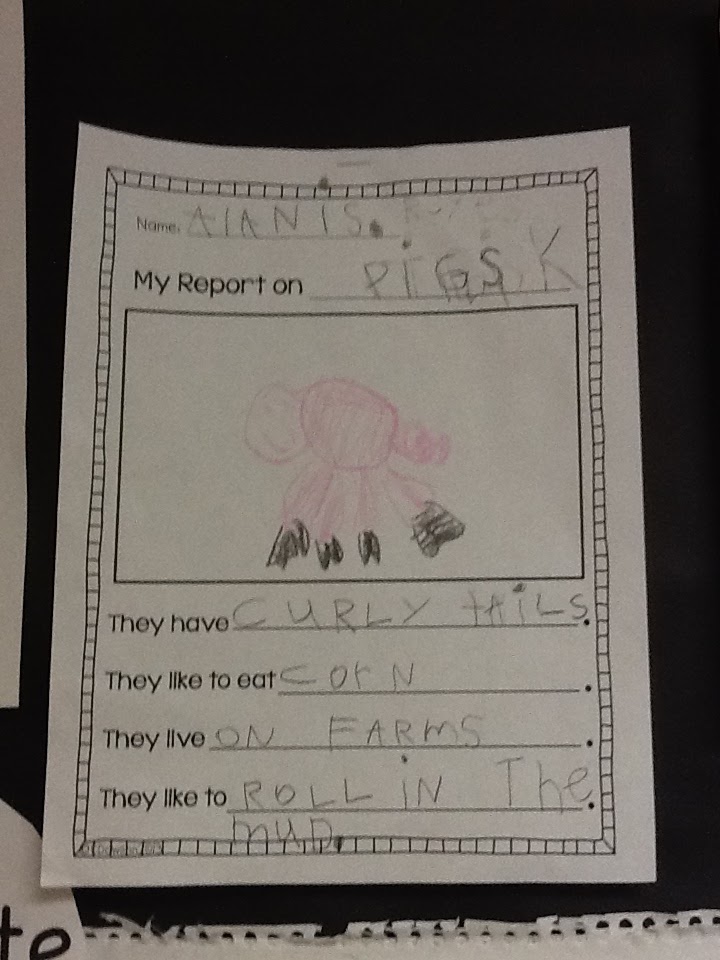 Name. AIANIS.
My Report on PIGS K
They have CURLY tAiLS.
They like to eat COrN.
They live ON FARmS.
They like to ROLL iN The.
muD.
to